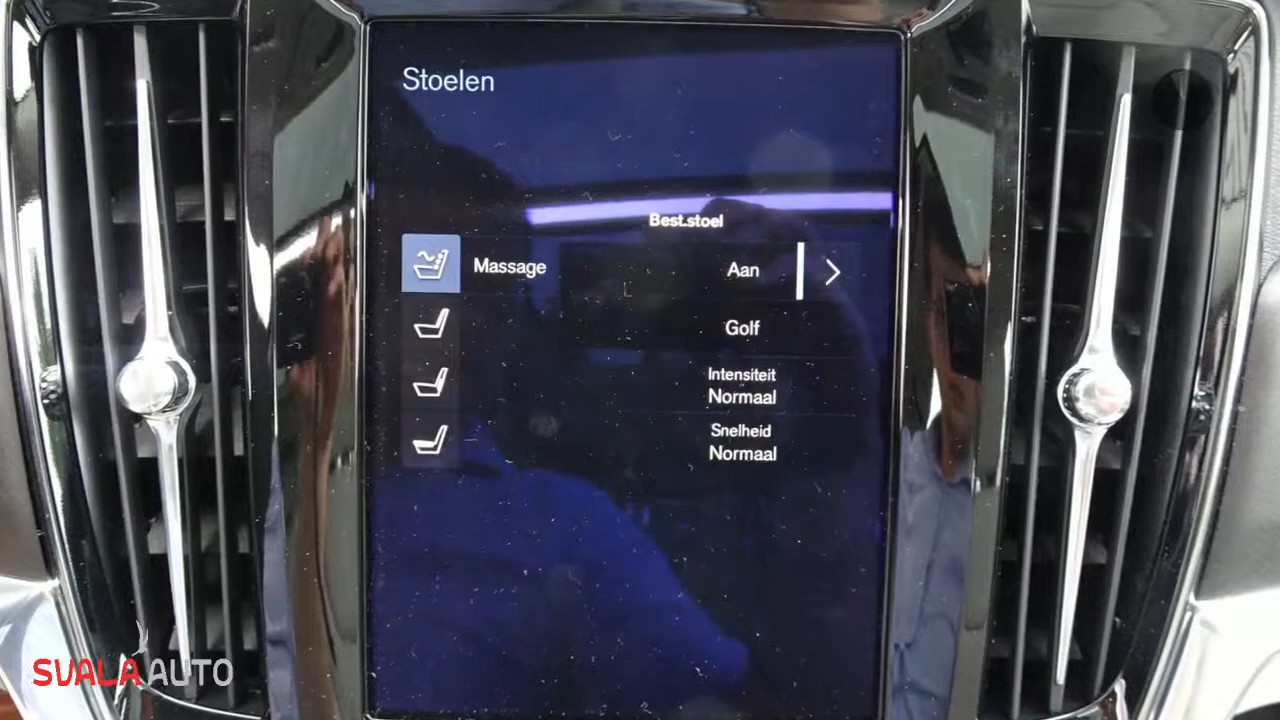 Stoelen
Best.stoel
Massage Aan
Golf
Intensiteit
Normaal
Snelheid
Normaal
SVALA AUTO